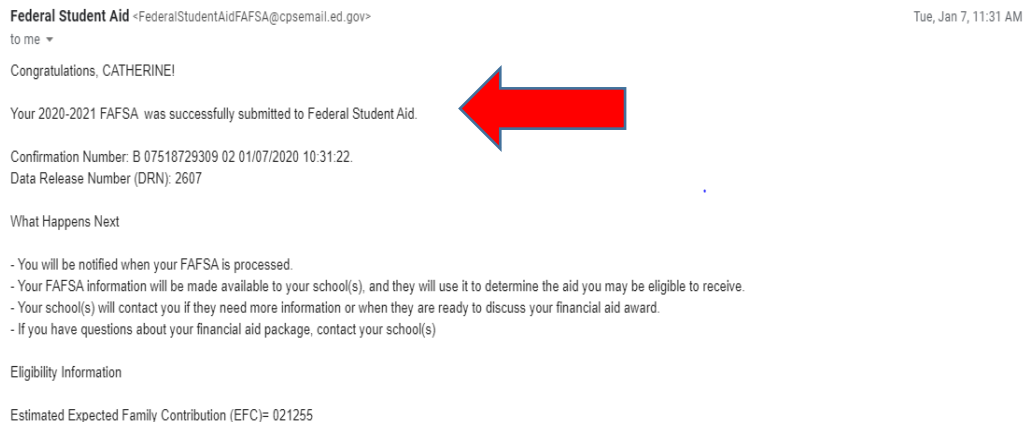 Federal Student Aid <FederalStudentAidFAFSA@cpsemail.ed.gov> Tue, Jan 7, 11:31 AM
to me
Congratulations, CATHERINE!
Your 2020-2021 FAFSA was successfully submitted to Federal Student Aid.
Confirmation Number: B 07518729309 02 01/07/2020 10:31:22.
Data Release Number (DRN): 2607
What Happens Next
- You will be notified when your FAFSA is processed.
- Your FAFSA information will be made available to your school(s), and they will use it to determine the aid you may be eligible to receive.
- Your school(s) will contact you if they need more information or when they are ready to discuss your financial aid award.
- If you have questions about your financial aid package, contact your school(s)
Eligibility Information
Estimated Expected Family Contribution (EFC)= 021255